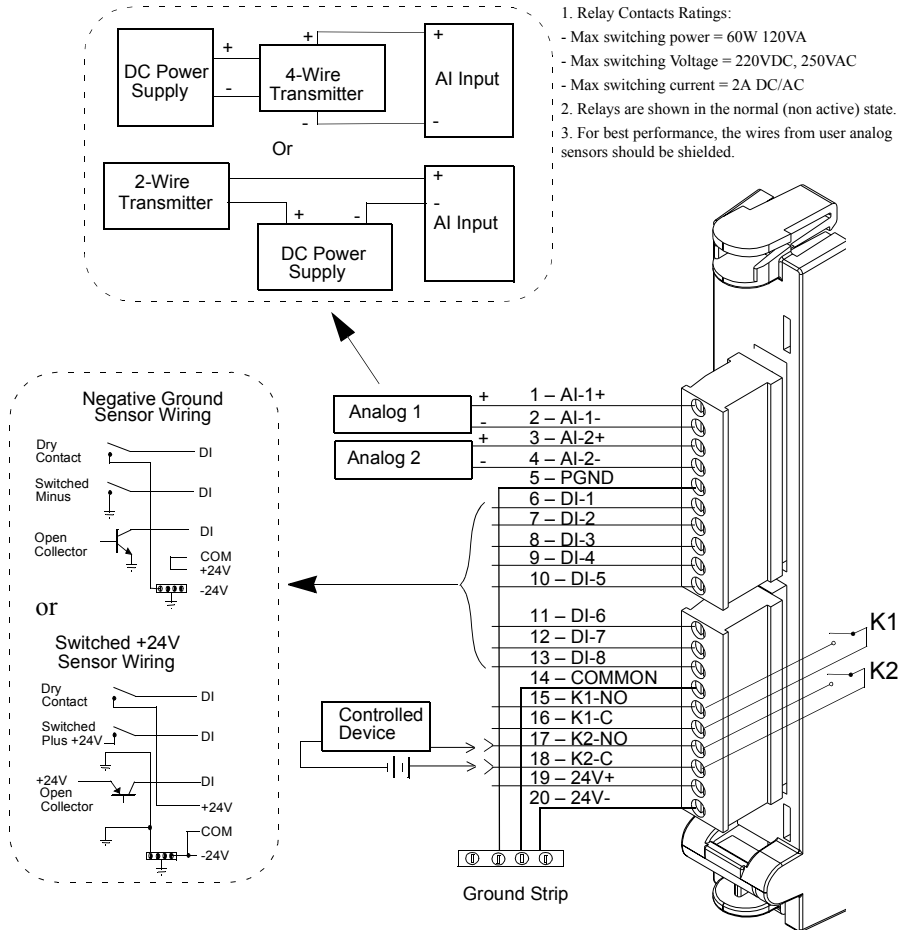 1. Relay Contacts Ratings:
- Max switching power = 60W 120VA
- Max switching Voltage = 220VDC, 250VAC
- Max switching current = 2A DC/AC
2. Relays are shown in the normal (non active) state.
3. For best performance, the wires from user analog
sensors should be shielded.
DC Power
Supply
+
-
4-Wire
Transmitter
+
-
+
AI Input
-
Or
2-Wire
Transmitter
+
-
DC Power
Supply
+
-
AI Input
Analog 1
+
-
Analog 2
+
-
1 – AI-1+
2 – AI-1-
3 – AI-2+
4 – AI-2-
5 – PGND
6 – DI-1
7 – DI-2
8 – DI-3
9 – DI-4
10 – DI-5
11 – DI-6
12 – DI-7
13 – DI-8
14 – COMMON
15 – K1-NO
16 – K1-C
17 – K2-NO
18 – K2-C
19 – 24V+
20 – 24V-
K1
K2
Negative Ground
Sensor Wiring
Dry
Contact
DI
Switched
Minus
DI
Open
Collector
DI
COM
+24V
-24V
or
Switched +24V
Sensor Wiring
Dry
Contact
DI
Switched
Plus +24V
DI
+24V
Open
Collector
DI
+24V
COM
-24V
Controlled
Device
Ground Strip